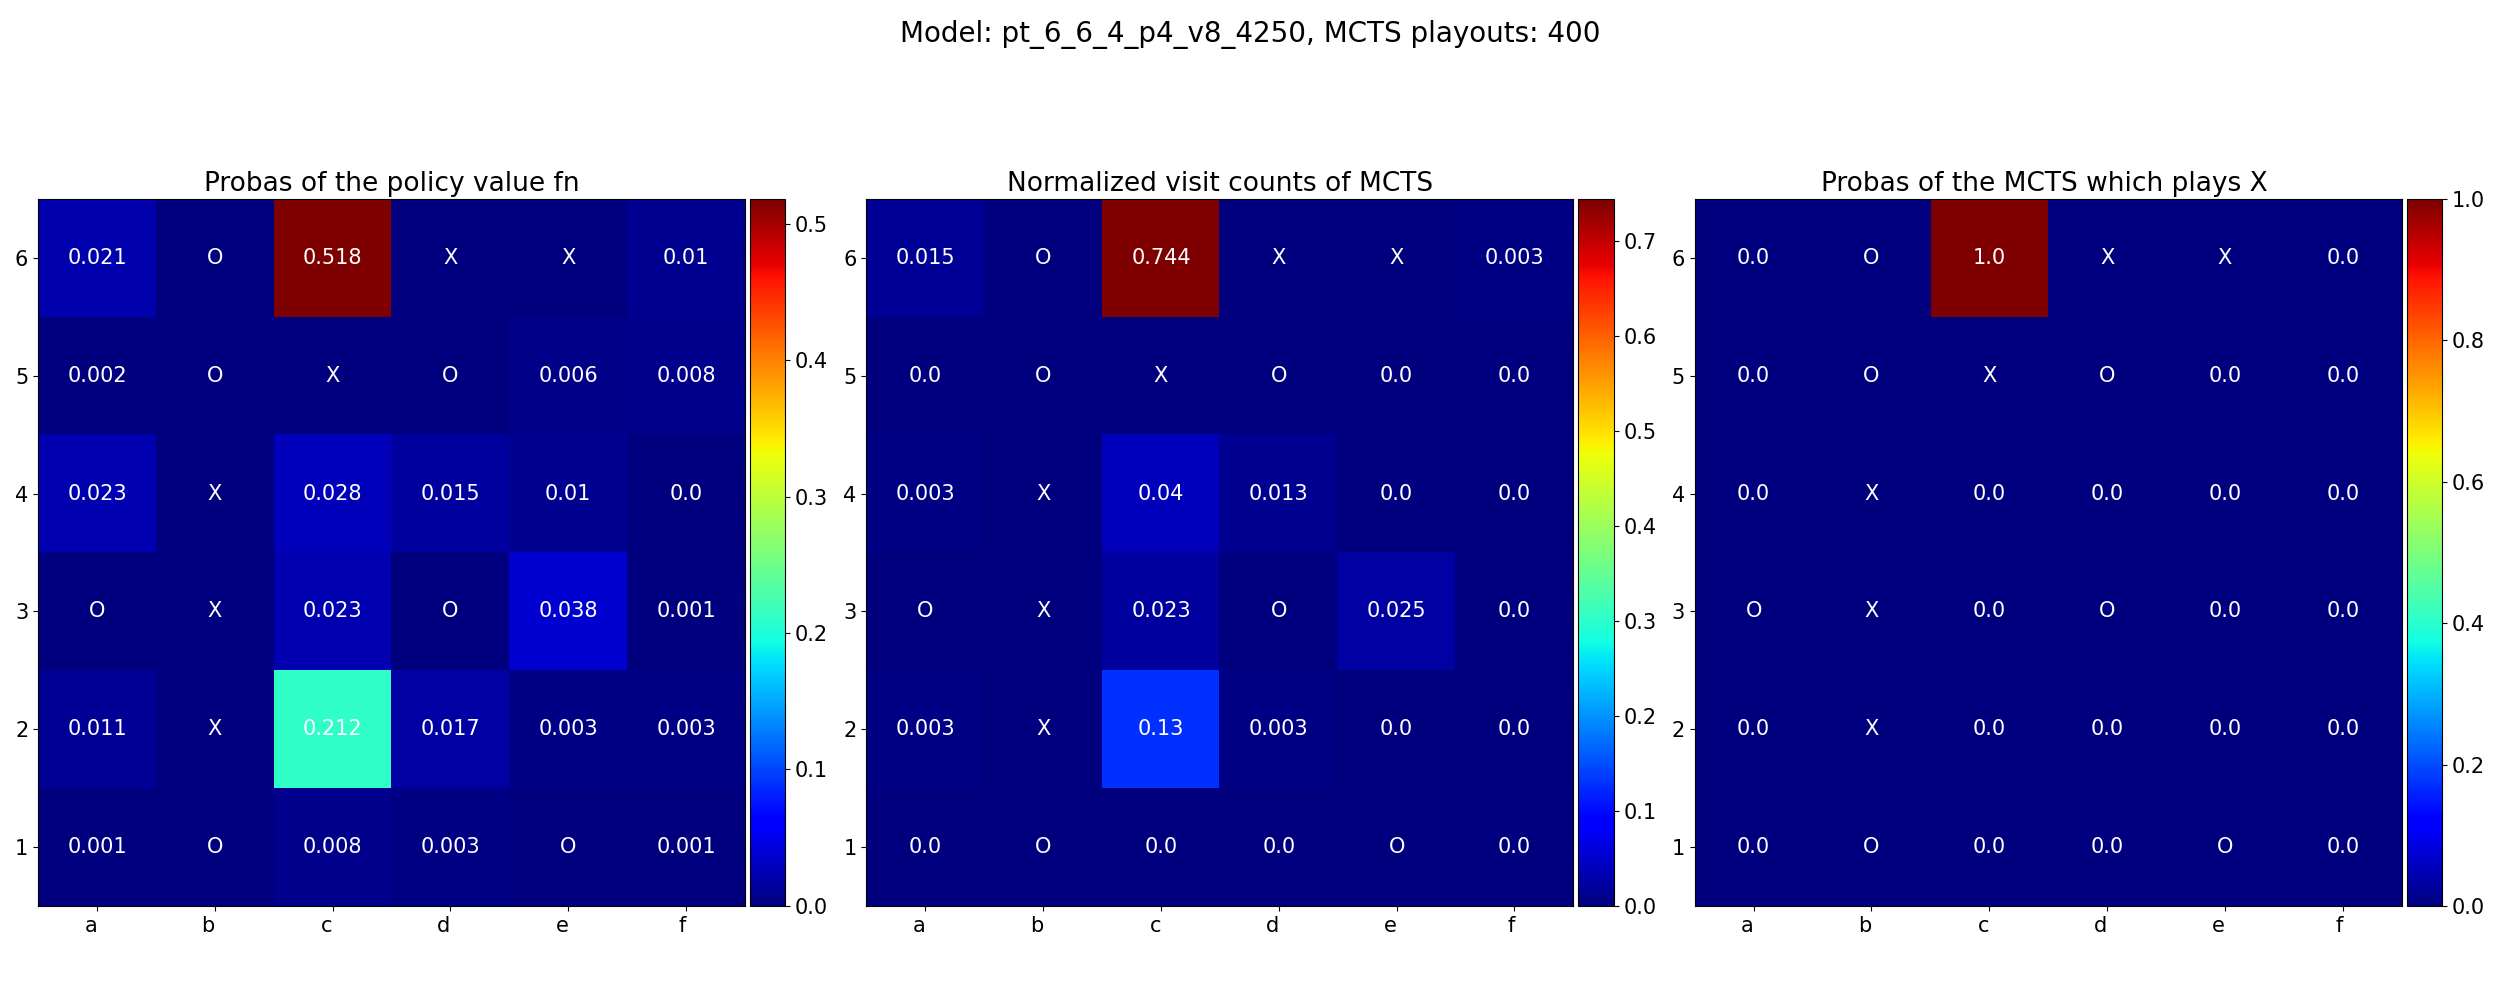 Model: pt_6_6_4_p4_v8_4250, MCTS playouts: 400
Probas of the policy value fn
6 0.021 O 0.518 X X 0.01
5 0.002 O X O 0.006 0.008
4 0.023 X 0.028 0.015 0.01 0.0
3 O X 0.023 O 0.038 0.001
2 0.011 X 0.212 0.017 0.003 0.003
1 0.001 O 0.008 0.003 O 0.001
a b c d e f
0.5
0.4
0.3
0.2
0.1
0.0
Normalized visit counts of MCTS
6 0.015 O 0.744 X X 0.003
5 0.0 O X O 0.0 0.0
4 0.003 X 0.04 0.013 0.0 0.0
3 O X 0.023 O 0.025 0.0
2 0.003 X 0.13 0.003 0.0 0.0
1 0.0 O 0.0 0.0 O 0.0
a b c d e f
0.7
0.6
0.5
0.4
0.3
0.2
0.1
0.0
Probas of the MCTS which plays X
6 0.0 O 1.0 X X 0.0
5 0.0 O X O 0.0 0.0
4 0.0 X 0.0 0.0 0.0 0.0
3 O X 0.0 O 0.0 0.0
2 0.0 X 0.0 0.0 0.0 0.0
1 0.0 O 0.0 0.0 O 0.0
a b c d e f
1.0
0.8
0.6
0.4
0.2
0.0